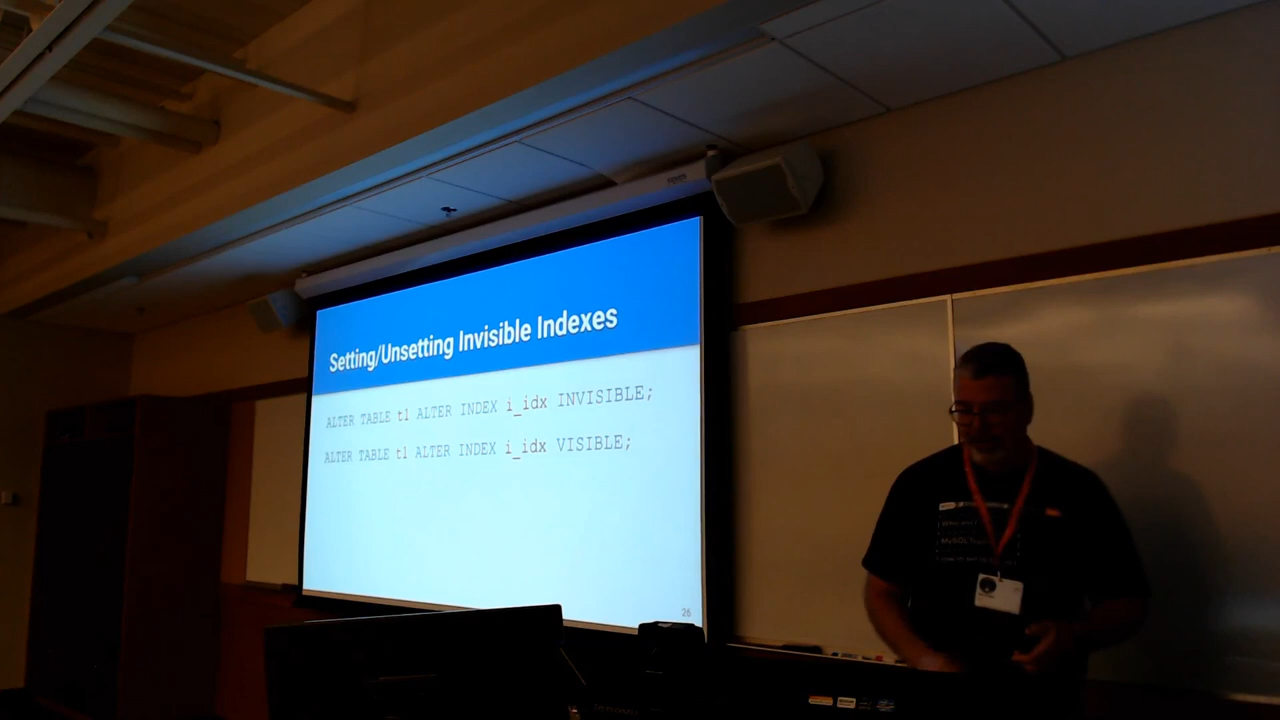 Setting/Unsetting Invisible Indexes
ALTER TABLE t1 ALTER INDEX i_idx INVISIBLE;
ALTER TABLE t1 ALTER INDEX i_idx VISIBLE;
26
MySQL